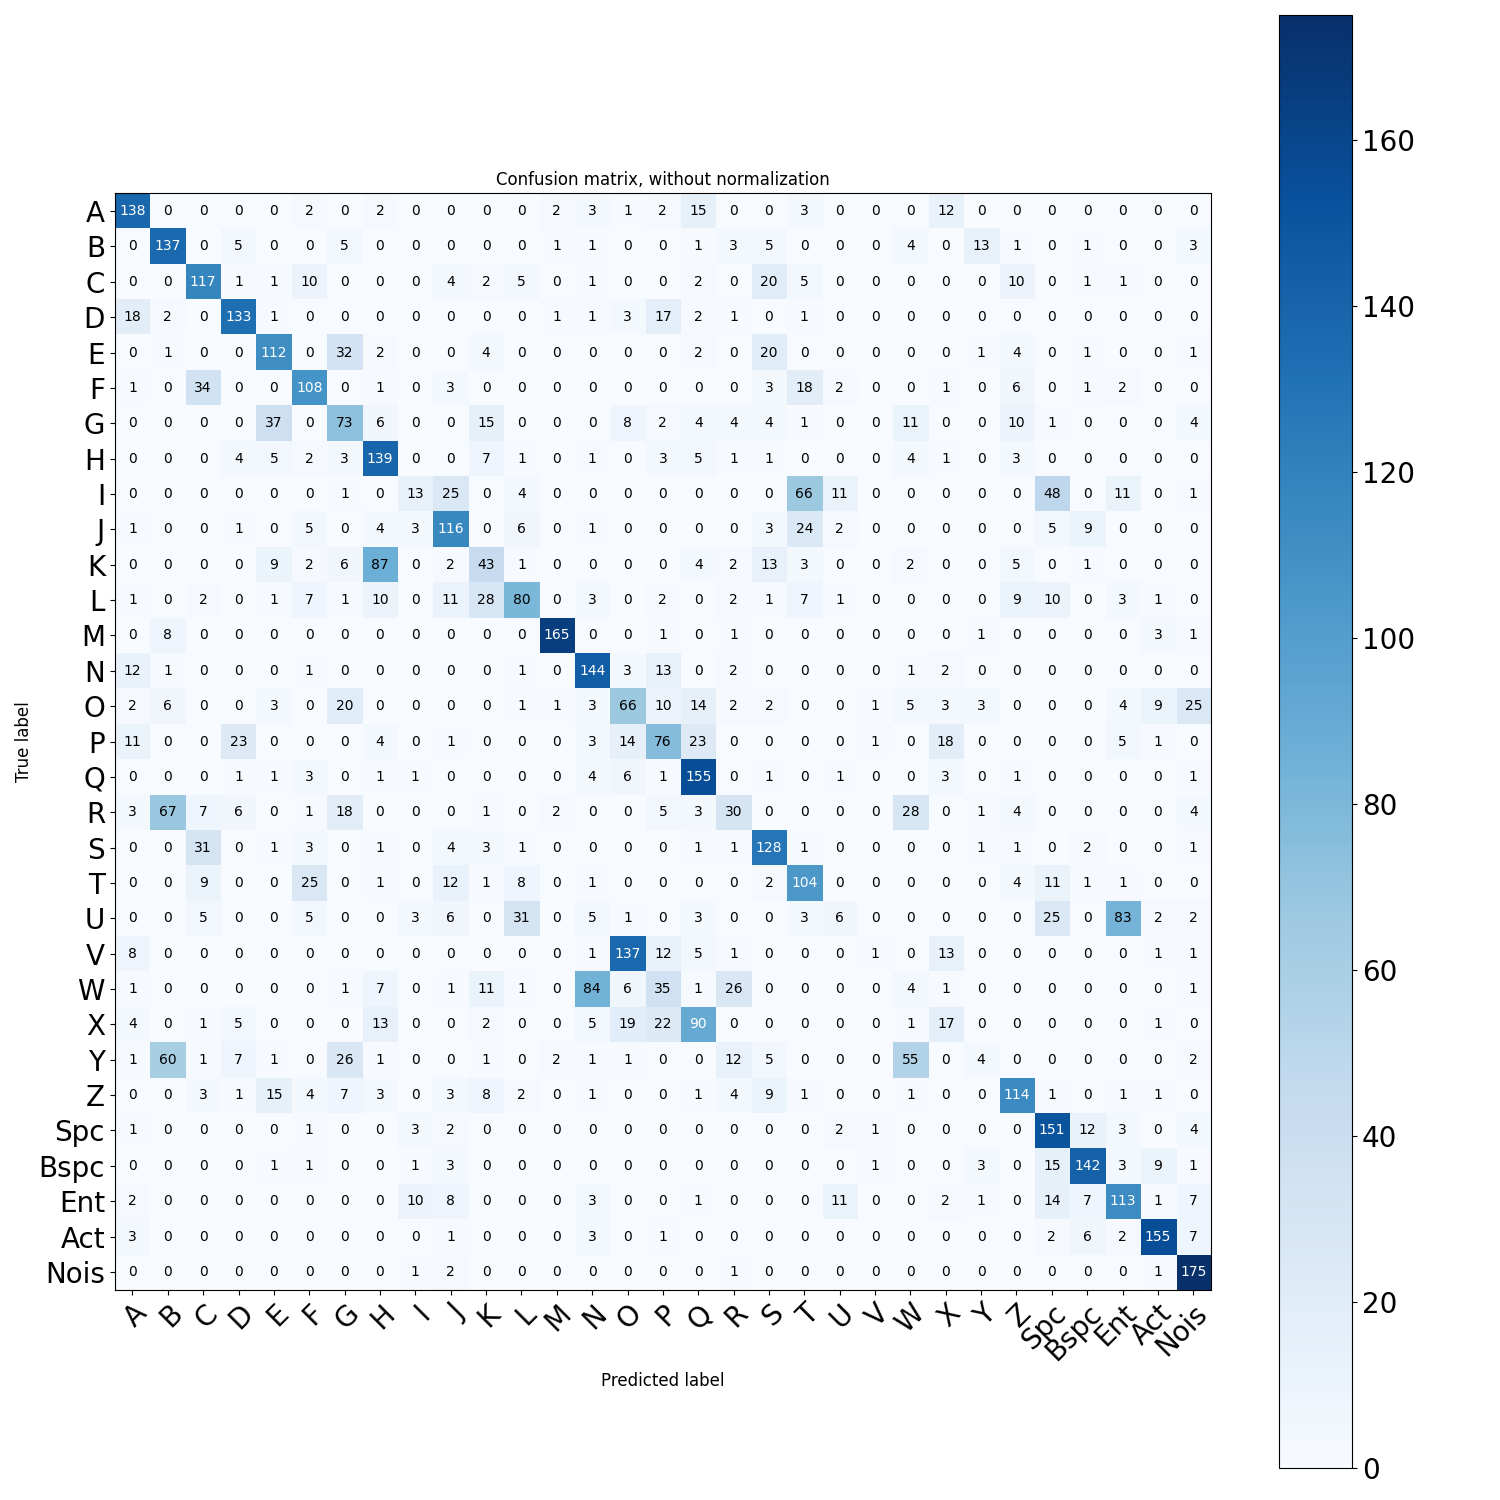 Confusion matrix, without normalization
A 138 0 0 0 0 2 0 2 0 0 0 0 2 3 1 2 15 0 0 3 0 0 0 12 0 0 0 0 0 0 0
B 0 137 0 5 0 0 5 0 0 0 0 0 1 1 0 0 1 3 5 0 0 0 4 0 13 1 0 1 0 0 3
C 0 0 117 1 1 10 0 0 0 4 2 5 0 1 0 0 2 0 20 5 0 0 0 0 0 10 0 1 1 0 0
D 18 2 0 133 1 0 0 0 0 0 0 0 1 1 3 17 2 1 0 1 0 0 0 0 0 0 0 0 0 0 0
E 0 1 0 0 112 0 32 2 0 0 4 0 0 0 0 0 2 0 20 0 0 0 0 0 1 4 0 1 0 0 1
F 1 0 34 0 0 108 0 1 0 3 0 0 0 0 0 0 0 0 3 18 2 0 0 1 0 6 0 1 2 0 0
G 0 0 0 0 37 0 73 6 0 0 15 0 0 0 8 2 4 4 4 1 0 0 11 0 0 10 1 0 0 0 4
H 0 0 0 4 5 2 3 139 0 0 7 1 0 1 0 3 5 1 1 0 0 0 4 1 0 3 0 0 0 0 0
I 0 0 0 0 0 0 1 0 13 25 0 4 0 0 0 0 0 0 0 66 11 0 0 0 0 0 48 0 11 0 1
J 1 0 0 1 0 5 0 4 3 116 0 6 0 1 0 0 0 0 3 24 2 0 0 0 0 0 5 9 0 0 0
K 0 0 0 0 9 2 6 87 0 2 43 1 0 0 0 0 4 2 13 3 0 0 2 0 0 5 0 1 0 0 0
L 1 0 2 0 1 7 1 10 0 11 28 80 0 3 0 2 0 2 1 7 1 0 0 0 0 9 10 0 3 1 0
M 0 8 0 0 0 0 0 0 0 0 0 0 165 0 0 1 0 1 0 0 0 0 0 0 1 0 0 0 0 3 1
N 12 1 0 0 0 1 0 0 0 0 0 1 0 144 3 13 0 2 0 0 0 0 1 2 0 0 0 0 0 0 0
O 2 6 0 0 3 0 20 0 0 0 0 1 1 3 66 10 14 2 2 0 0 1 5 3 3 0 0 0 4 9 25
P 11 0 0 23 0 0 0 4 0 1 0 0 0 3 14 76 23 0 0 0 0 1 0 18 0 0 0 0 5 1 0
Q 0 0 0 1 1 3 0 1 1 0 0 0 0 4 6 1 155 0 1 0 1 0 0 3 0 1 0 0 0 0 1
R 3 67 7 6 0 1 18 0 0 0 1 0 2 0 0 5 3 30 0 0 0 0 28 0 1 4 0 0 0 0 4
S 0 0 31 0 1 3 0 1 0 4 3 1 0 0 0 0 1 1 128 1 0 0 0 0 1 1 0 2 0 0 1
T 0 0 9 0 0 25 0 1 0 12 1 8 0 1 0 0 0 0 2 104 0 0 0 0 0 4 11 1 1 0 0
U 0 0 5 0 0 5 0 0 3 6 0 31 0 5 1 0 3 0 0 3 6 0 0 0 0 0 25 0 83 2 2
V 8 0 0 0 0 0 0 0 0 0 0 0 0 1 137 12 5 1 0 0 0 1 0 13 0 0 0 0 0 1 1
W 1 0 0 0 0 0 1 7 0 1 11 1 0 84 6 35 1 26 0 0 0 0 4 1 0 0 0 0 0 0 1
X 4 0 1 5 0 0 0 13 0 0 2 0 0 5 19 22 90 0 0 0 0 0 1 17 0 0 0 0 0 1 0
Y 1 60 1 7 1 0 26 1 0 0 1 0 2 1 1 0 0 12 5 0 0 0 55 0 4 0 0 0 0 0 2
Z 0 0 3 1 15 4 7 3 0 3 8 2 0 1 0 0 1 4 9 1 0 0 1 0 0 114 1 0 1 1 0
Spc 1 0 0 0 0 1 0 0 3 2 0 0 0 0 0 0 0 0 0 0 2 1 0 0 0 0 151 12 3 0 4
Bspc 0 0 0 0 1 1 0 0 1 3 0 0 0 0 0 0 0 0 0 0 0 1 0 0 3 0 15 142 3 9 1
Ent 2 0 0 0 0 0 0 0 10 8 0 0 0 3 0 0 1 0 0 0 11 0 0 2 1 0 14 7 113 1 7
Act 3 0 0 0 0 0 0 0 0 1 0 0 0 3 0 1 0 0 0 0 0 0 0 0 0 0 2 6 2 155 7
Nois 0 0 0 0 0 0 0 0 1 2 0 0 0 0 0 0 0 1 0 0 0 0 0 0 0 0 0 0 0 1 175
A B C D E F G H I J K L M N O P Q R S T U V W X Y Z Spc Bspc Ent Act Nois
True label
Predicted label
160
140
120
100
80
60
40
20
0